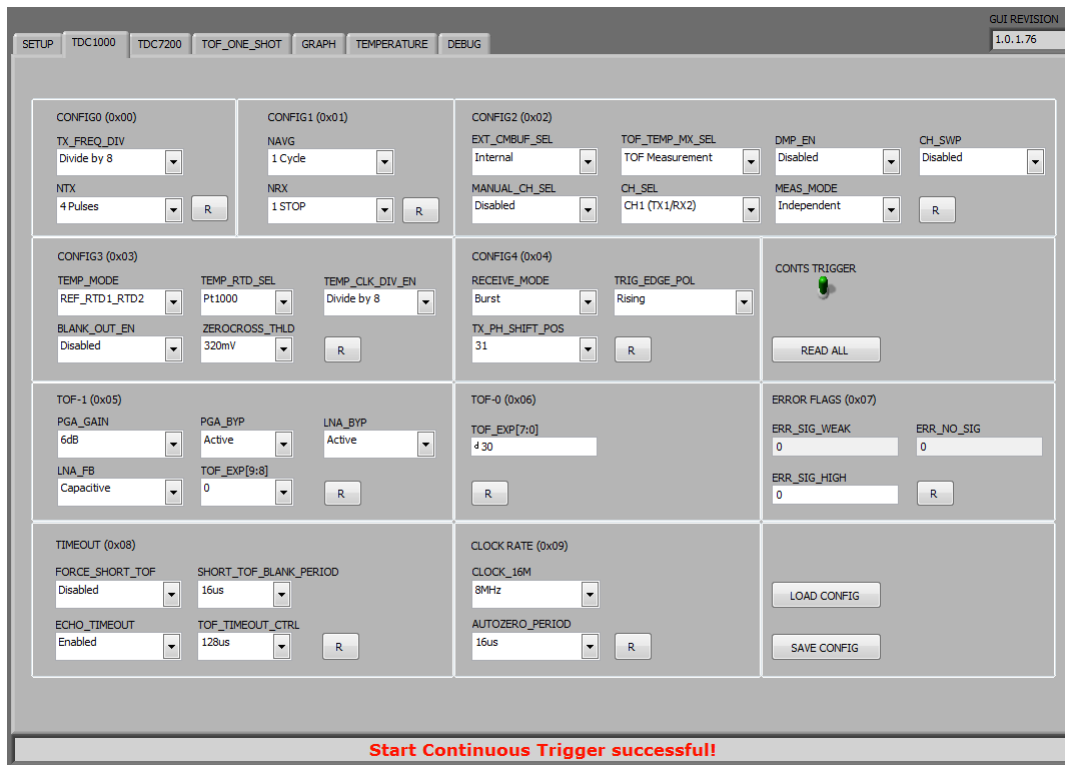 GUI REVISION
1.0.1.76
SETUP TDC1000 TDC7200 TOF_ONE_SHOT GRAPH TEMPERATURE DEBUG
CONFIG0 (0x00)
TX_FREQ_DIV
Divide by 8
NTX
4 Pulses
R
CONFIG1 (0x01)
NAVG
1 Cycle
NRX
1 STOP
R
CONFIG2 (0x02)
EXT_CMBUF_SEL TOF_TEMP_MX_SEL DMP_EN CH_SWP
Internal TOF Measurement Disabled Disabled
MANUAL_CH_SEL CH_SEL MEAS_MODE
Disabled CH1 (TX1/RX2) Independent R
CONFIG3 (0x03)
TEMP_MODE TEMP_RTD_SEL TEMP_CLK_DIV_EN
REF_RTD1_RTD2 Pt1000 Divide by 8
BLANK_OUT_EN ZEROCROSS_THLD
Disabled 320mV R
CONFIG4 (0x04)
RECEIVE_MODE TRIG_EDGE_POL
Burst Rising
TX_PH_SHIFT_POS
31 R
CONTS TRIGGER
READ ALL
TOF-1 (0x05)
PGA_GAIN PGA_BYP LNA_BYP
6dB Active Active
LNA_FB TOF_EXP[9:8]
Capacitive 0 R
TOF-0 (0x06)
TOF_EXP[7:0]
d 30
R
ERROR FLAGS (0x07)
ERR_SIG_WEAK ERR_NO_SIG
0 0
ERR_SIG_HIGH
0 R
TIMEOUT (0x08)
FORCE_SHORT_TOF SHORT_TOF_BLANK_PERIOD
Disabled 16us
ECHO_TIMEOUT TOF_TIMEOUT_CTRL
Enabled 128us R
CLOCK RATE (0x09)
CLOCK_16M
8MHz
AUTOZERO_PERIOD
16us R
LOAD CONFIG
SAVE CONFIG
Start Continuous Trigger successful!